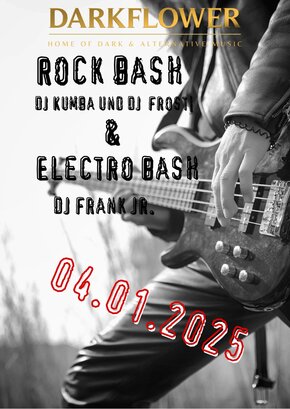 DARKFLOWER
HOME OF DARK & ALTERNATIVE MUSIC
ROCK BASH
DJ KUMBA UND DJ FROSTI
&
ELECTRO BASH
DJ FRANK JR.
04.01.2025